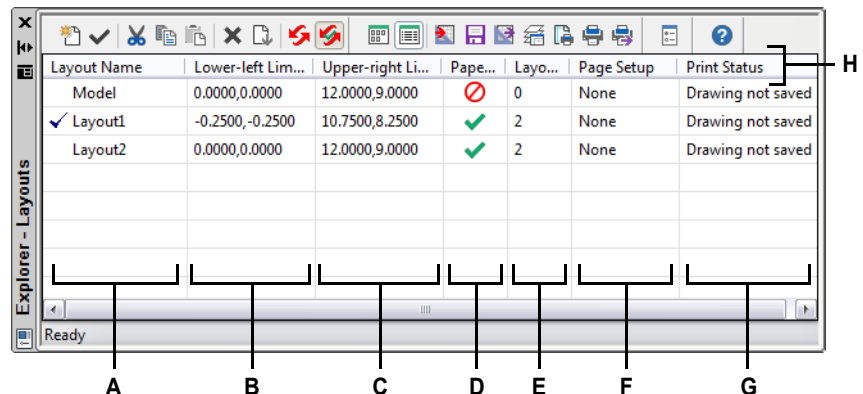 Explorer - Layouts
Layout Name Lower-left Lim... Upper-right Li... Pape... Layo... Page Setup Print Status
H
Model 0.0000,0.0000 12.0000,9.0000 0 None Drawing not saved
Layout1 -0.2500,-0.2500 10.7500,8.2500 2 None Drawing not saved
Layout2 0.0000,0.0000 12.0000,9.0000 2 None Drawing not saved
Ready
A B C D E F G